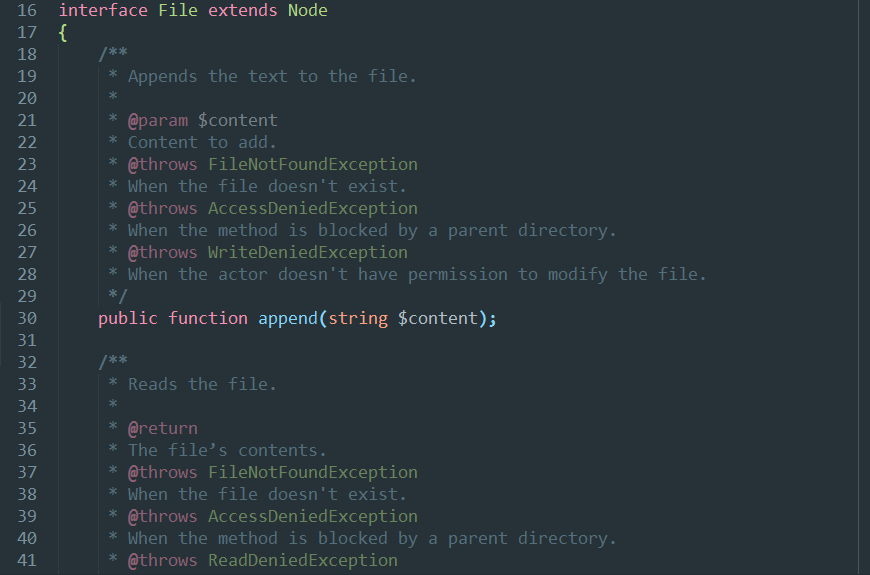 16 interface File extends Node
17 {
18 /**
19 * Appends the text to the file.
20 *
21 * @param $content
22 * Content to add.
23 * @throws FileNotFoundException
24 * When the file doesn't exist.
25 * @throws AccessDeniedException
26 * When the method is blocked by a parent directory.
27 * @throws WriteDeniedException
28 * When the actor doesn't have permission to modify the file.
29 */
30 public function append(string $content);
31
32 /**
33 * Reads the file.
34 *
35 * @return
36 * The file’s contents.
37 * @throws FileNotFoundException
38 * When the file doesn't exist.
39 * @throws AccessDeniedException
40 * When the method is blocked by a parent directory.
41 * @throws ReadDeniedException